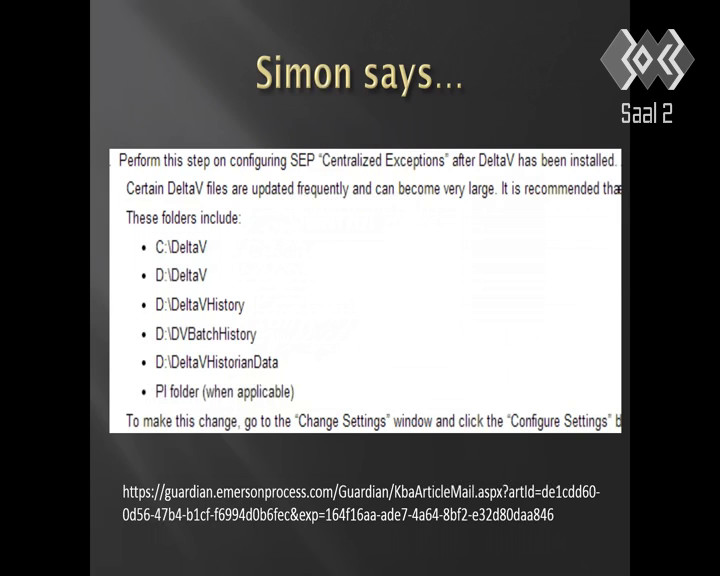 Simon says...
Saal 2
Perform this step on configuring SEP “Centralized Exceptions” after DeltaV has been installed.
Certain DeltaV files are updated frequently and can become very large. It is recommended tha
These folders include:
• C:\DeltaV
• D:\DeltaV
• D:\DeltaVHistory
• D:\DVBatchHistory
• D:\DeltaVHistorianData
• PI folder (when applicable)
To make this change, go to the “Change Settings” window and click the “Configure Settings” b
https://guardian.emersonprocess.com/Guardian/KbaArticleMail.aspx?artId=de1cdd60-
0d56-47b4-b1cf-f6994d0b6fec&exp=164f16aa-ade7-4a64-8bf2-e32d80daa846